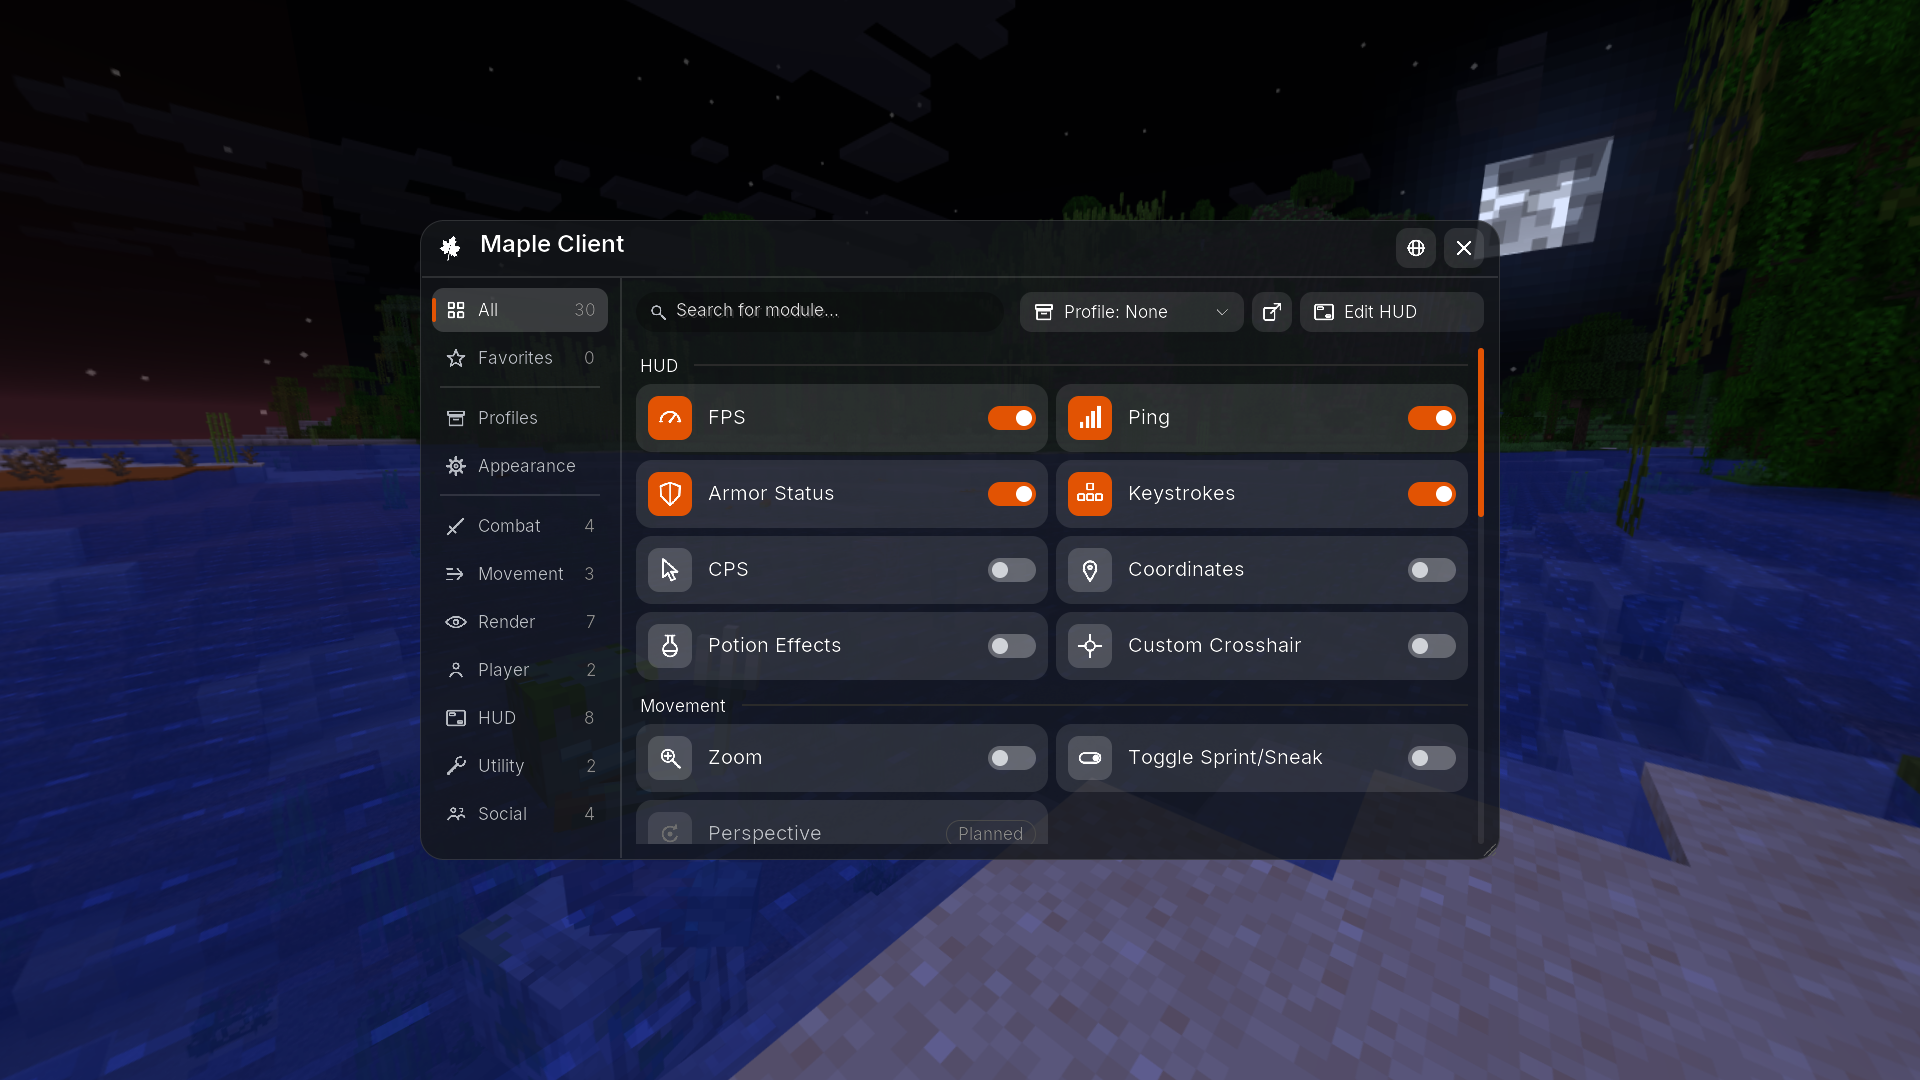 Maple Client
All 30
Favorites 0
Profiles
Appearance
Combat 4
Movement 3
Render 7
Player 2
HUD 8
Utility 2
Social 4
Search for module...
Profile: None
Edit HUD
HUD
FPS
Ping
Armor Status
Keystrokes
CPS
Coordinates
Potion Effects
Custom Crosshair
Movement
Zoom
Toggle Sprint/Sneak
Perspective
Planned